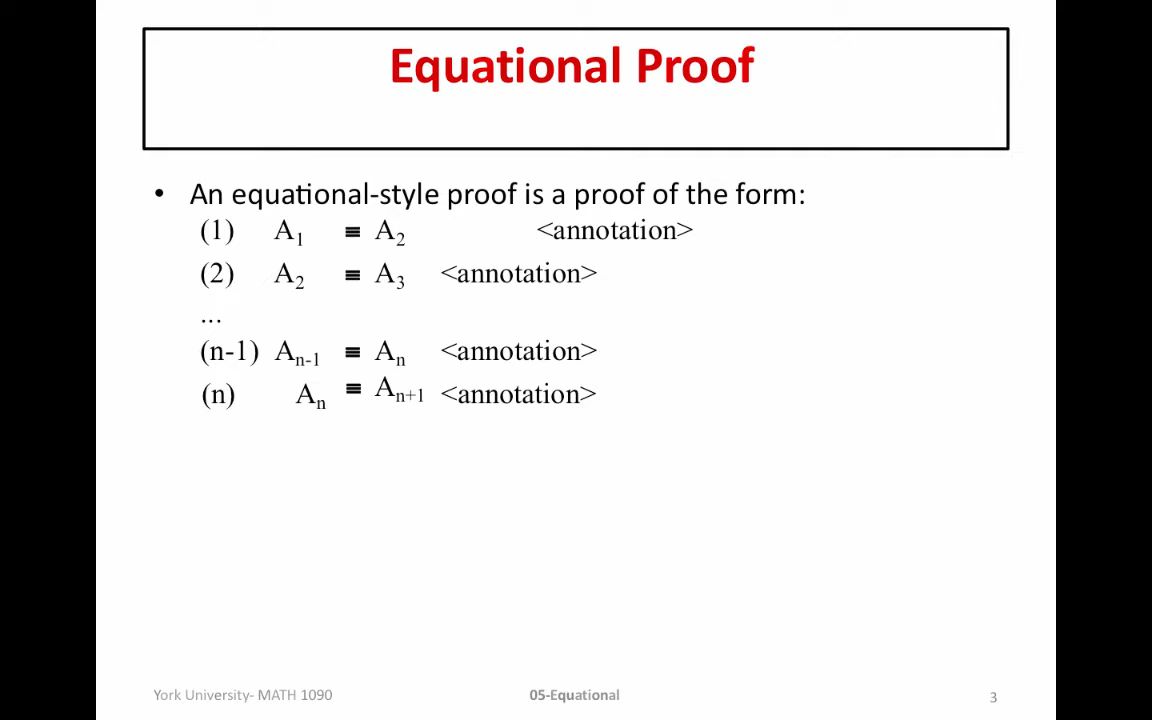 Equational Proof
• An equational-style proof is a proof of the form:
(1) A₁ ≡ A₂ <annotation>
(2) A₂ ≡ A₃ <annotation>
...
(n-1) Aₙ₋₁ ≡ Aₙ <annotation>
(n) Aₙ ≡ Aₙ₊₁ <annotation>
York University- MATH 1090 05-Equational 3